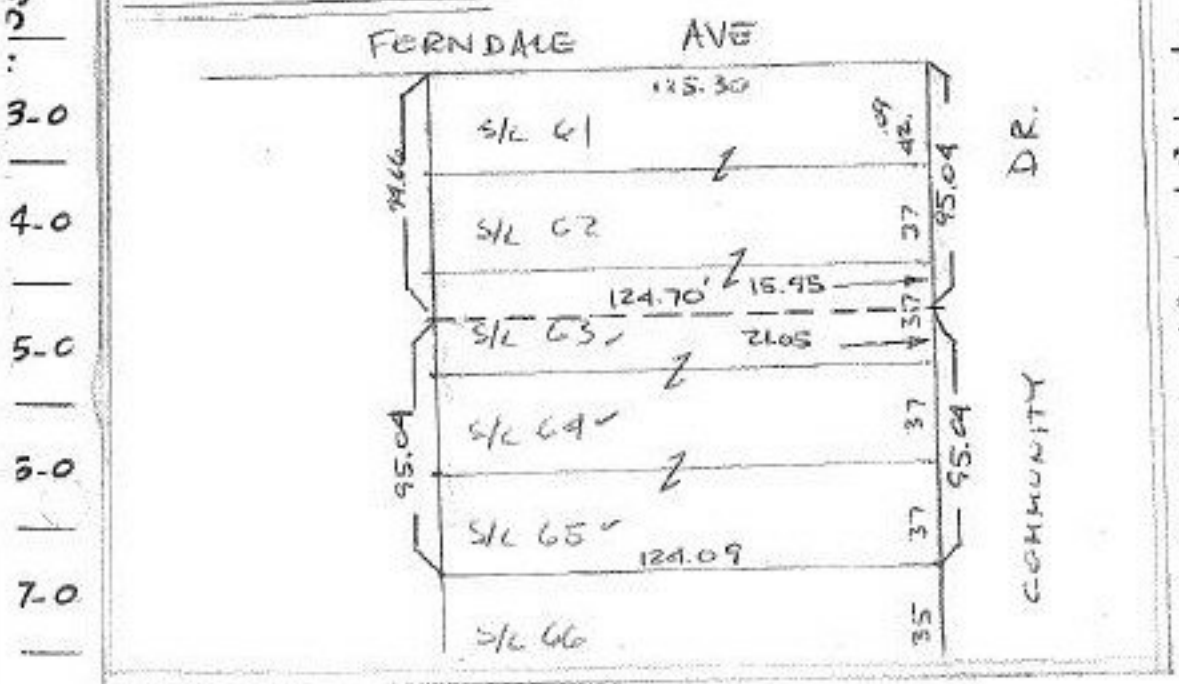 FERNDALE AVE
125.30
3-0
S/L 61
42.09
95.04
DR.
4-0
S/L 62
37
124.70' 15.95
37
5-0
S/L 63
21.05
95.04
S/L 64
37
95.04
S/L 65
37
124.09
7-0
COMMUNITY
S/L 66
35